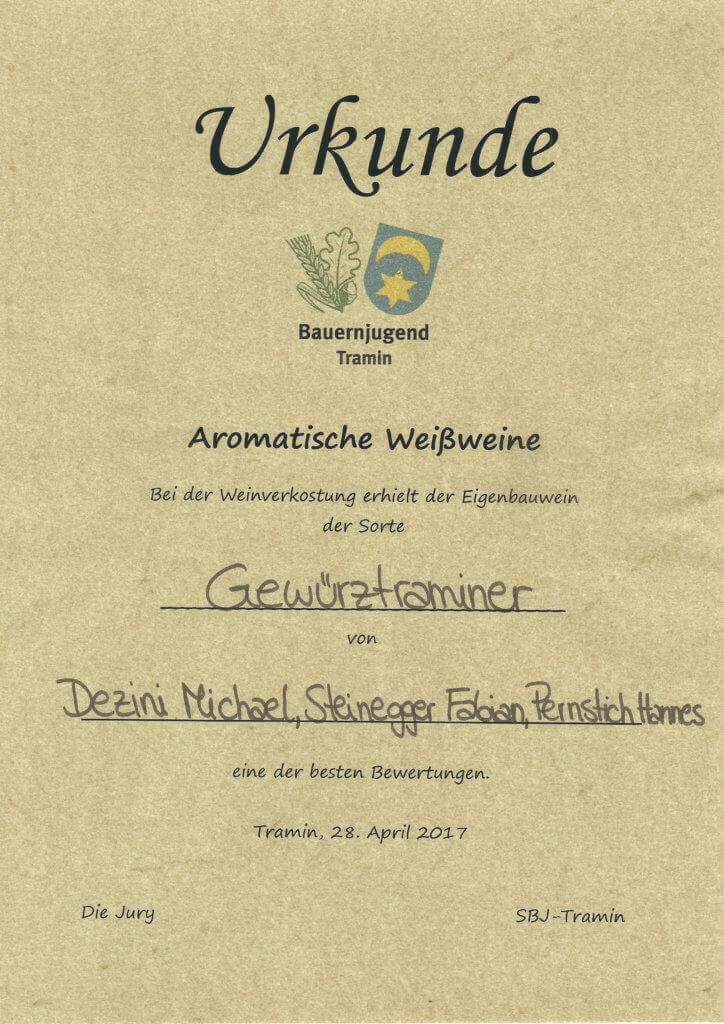 Urkunde
Bauernjugend
Tramin
Aromatische Weißweine
Bei der Weinverkostung erhielt der Eigenbauwein
der Sorte
Gewürztraminer
von
Dezini Michael, Steinegger Fabian, Pernstich Hannes
eine der besten Bewertungen.
Tramin, 28. April 2017
Die Jury
SBJ-Tramin